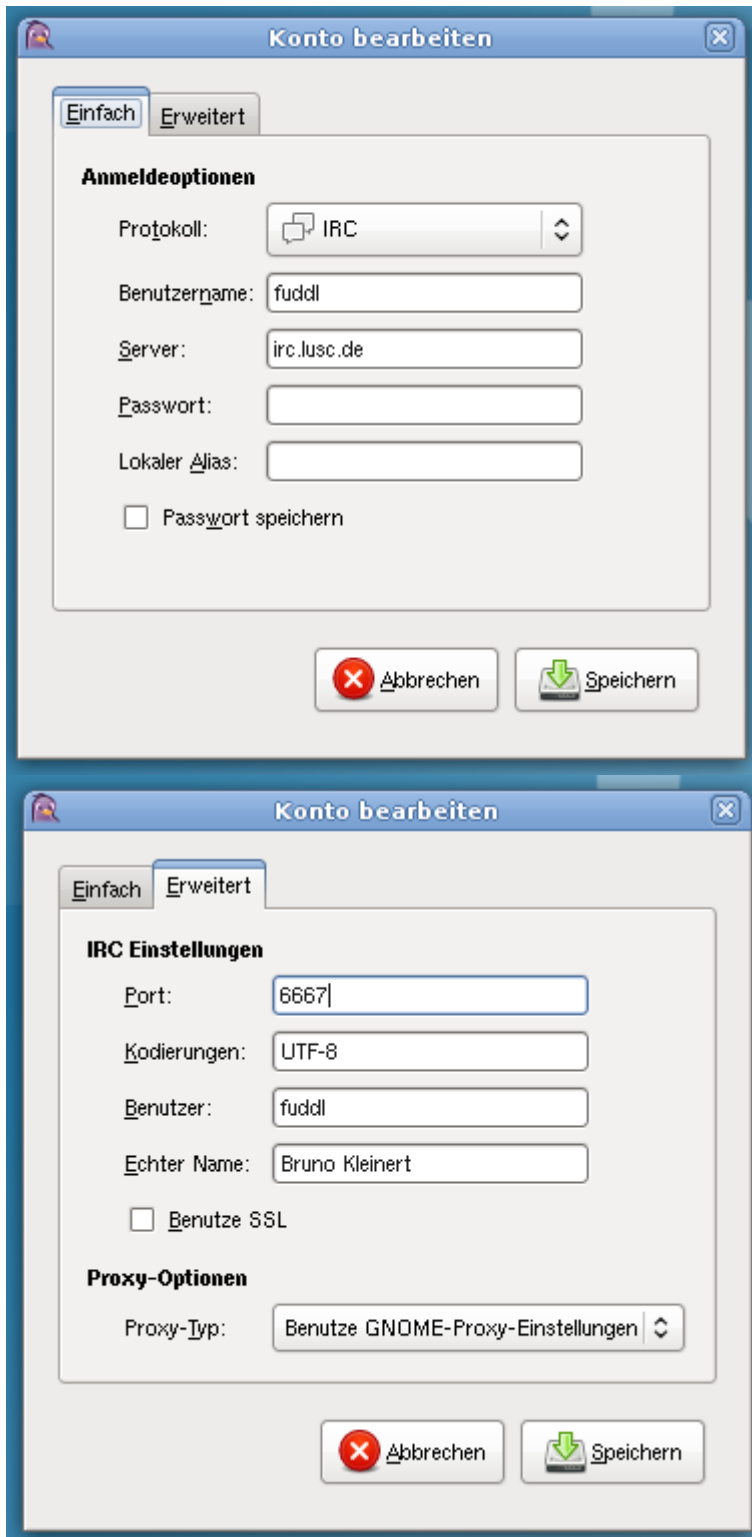 Konto bearbeiten
Einfach Erweitert
Anmeldeoptionen
Protokoll: IRC
Benutzername: fuddl
Server: irc.lusc.de
Passwort:
Lokaler Alias:
Passwort speichern
Abbrechen Speichern
Konto bearbeiten
Einfach Erweitert
IRC Einstellungen
Port: 6667
Kodierungen: UTF-8
Benutzer: fuddl
Echter Name: Bruno Kleinert
Benutze SSL
Proxy-Optionen
Proxy-Typ: Benutze GNOME-Proxy-Einstellungen
Abbrechen Speichern